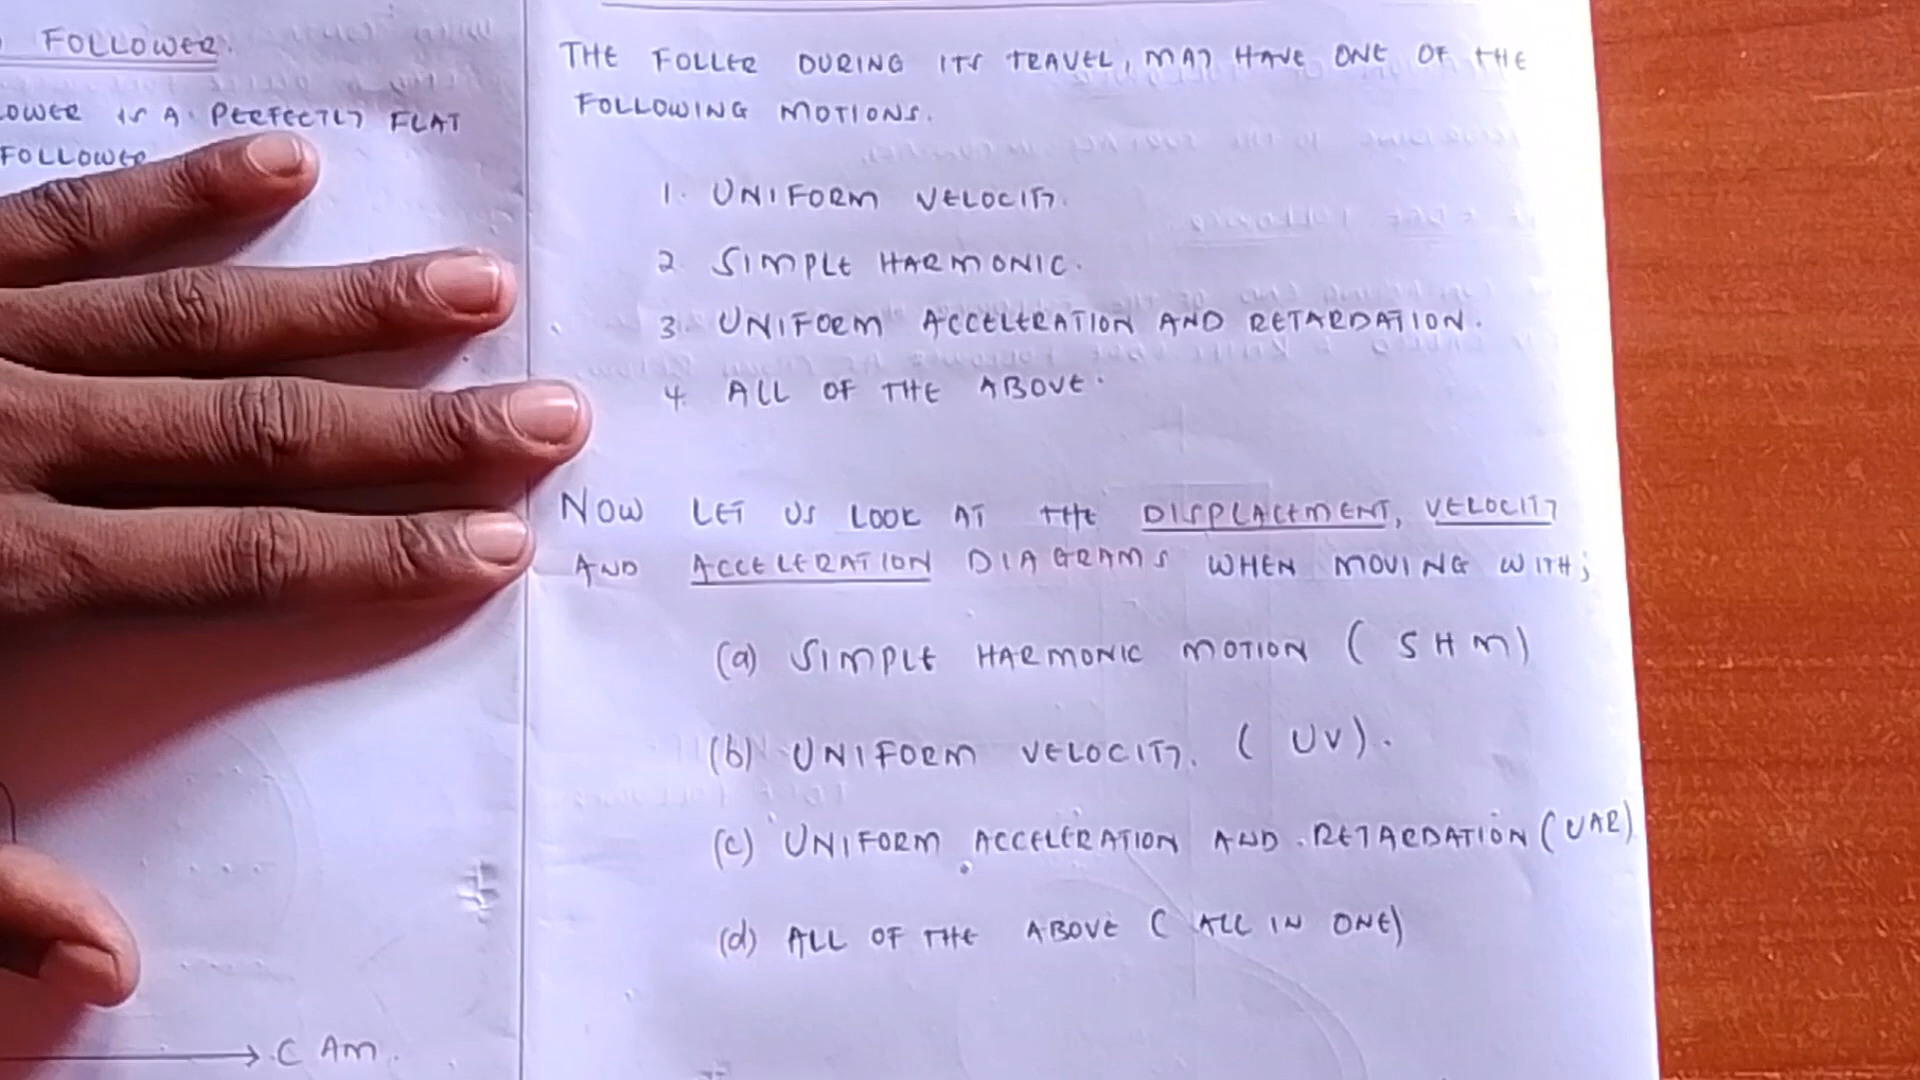 FOLLOWER.
IS A PERFECTLY FLAT
FOLLOWE
CAM.
THE FOLLER DURING ITS TRAVEL, MAY HAVE ONE OF THE
FOLLOWING MOTIONS.
1. UNIFORM VELOCITY.
2. SIMPLE HARMONIC.
3. UNIFORM ACCELERATION AND RETARDATION.
4. ALL OF THE ABOVE.
NOW LET US LOOK AT THE DISPLACEMENT, VELOCITY
AND ACCELERATION DIAGRAMS WHEN MOVING WITH;
(a) SIMPLE HARMONIC MOTION (SHM)
(b) UNIFORM VELOCITY. (UV).
(c) UNIFORM ACCELERATION AND RETARDATION (UAR)
(d) ALL OF THE ABOVE (ALL IN ONE)